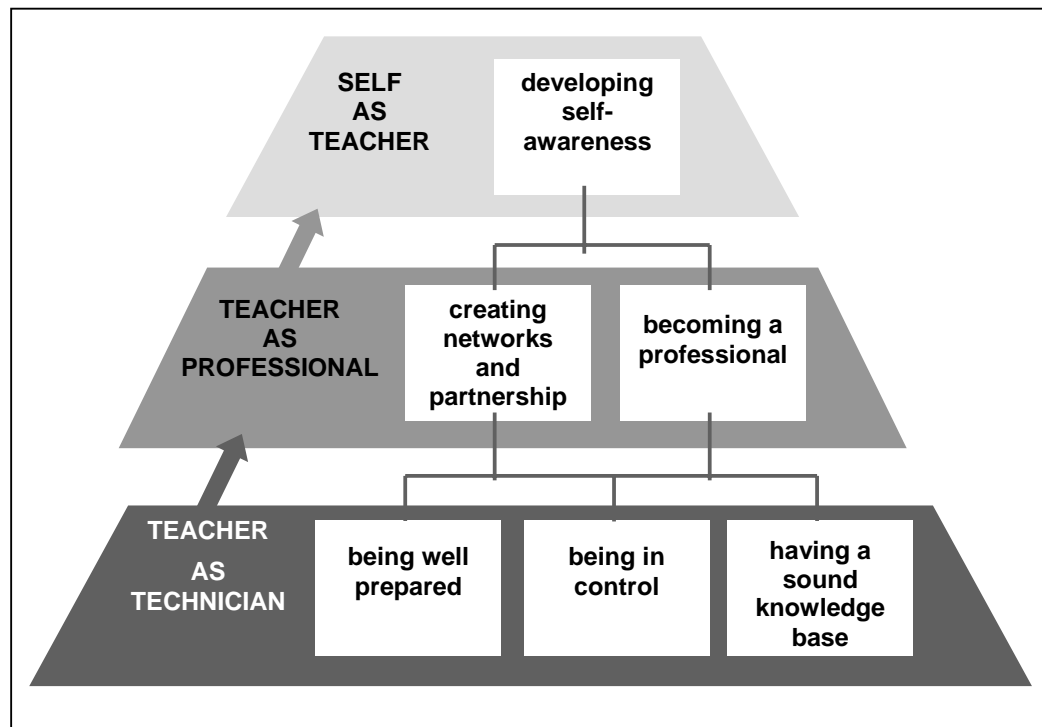 SELF
AS
TEACHER
developing
self-
awareness
TEACHER
AS
PROFESSIONAL
creating
networks
and
partnership
becoming a
professional
TEACHER
AS
TECHNICIAN
being well
prepared
being in
control
having a
sound
knowledge
base